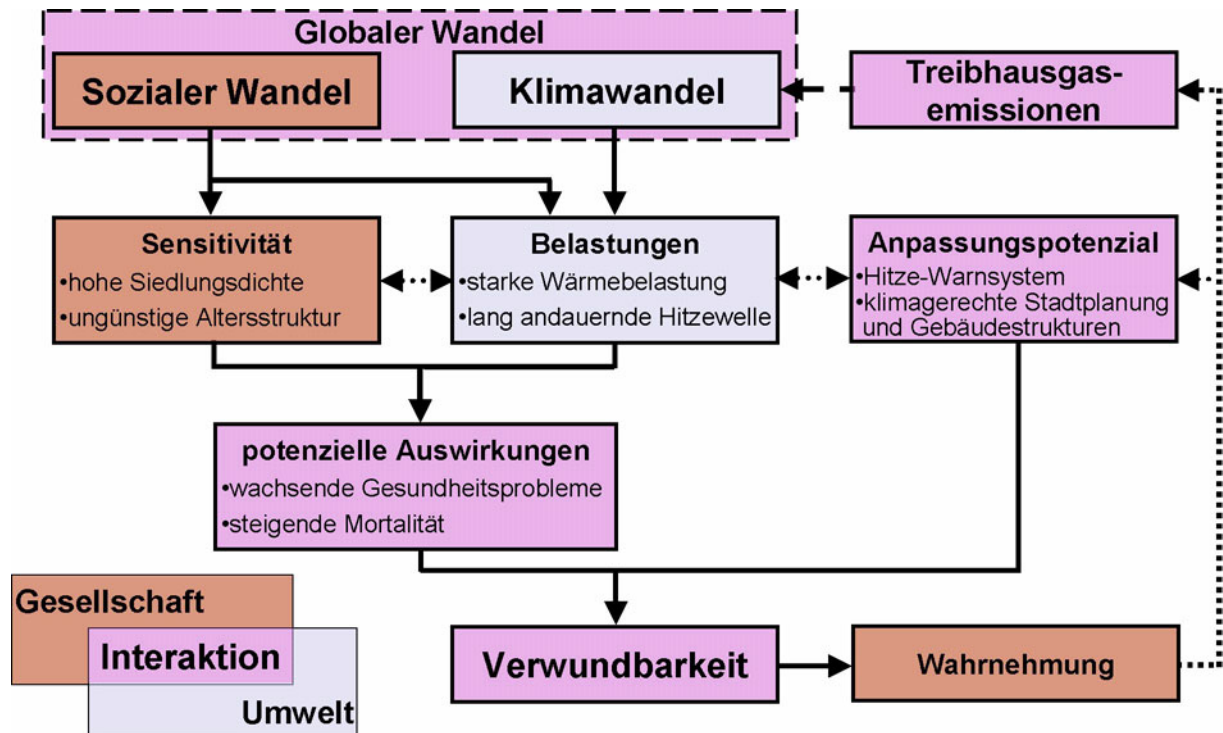 Globaler Wandel
Sozialer Wandel
Klimawandel
Treibhausgas-
emissionen
Sensitivität
•hohe Siedlungsdichte
•ungünstige Altersstruktur
Belastungen
•starke Wärmebelastung
•lang andauernde Hitzewelle
Anpassungspotenzial
•Hitze-Warnsystem
•klimagerechte Stadtplanung
und Gebäudestrukturen
potenzielle Auswirkungen
•wachsende Gesundheitsprobleme
•steigende Mortalität
Gesellschaft
Interaktion
Umwelt
Verwundbarkeit
Wahrnehmung